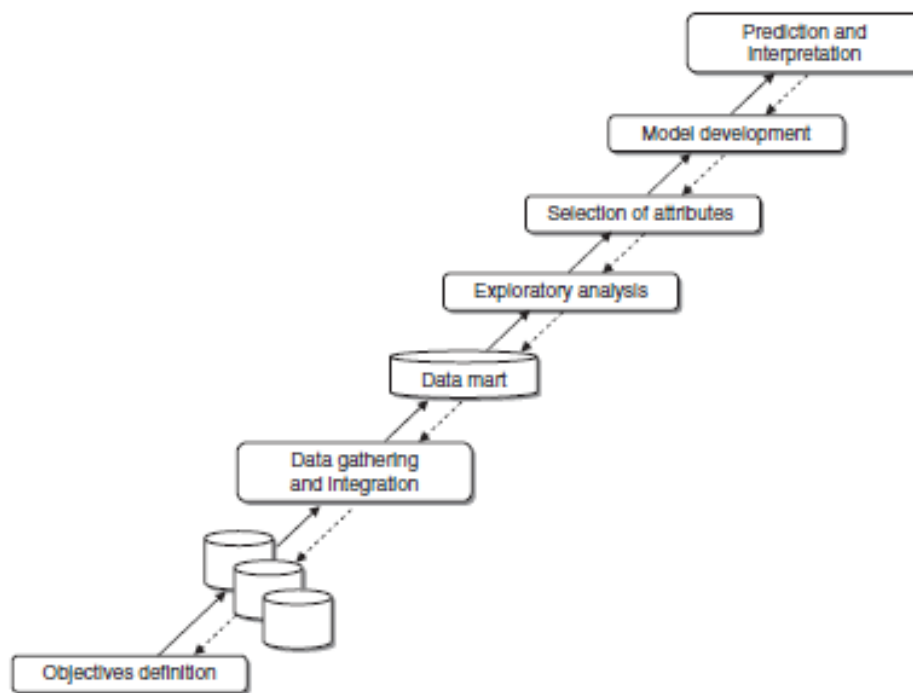 Prediction and
interpretation
Model development
Selection of attributes
Exploratory analysis
Data mart
Data gathering
and integration
Objectives definition